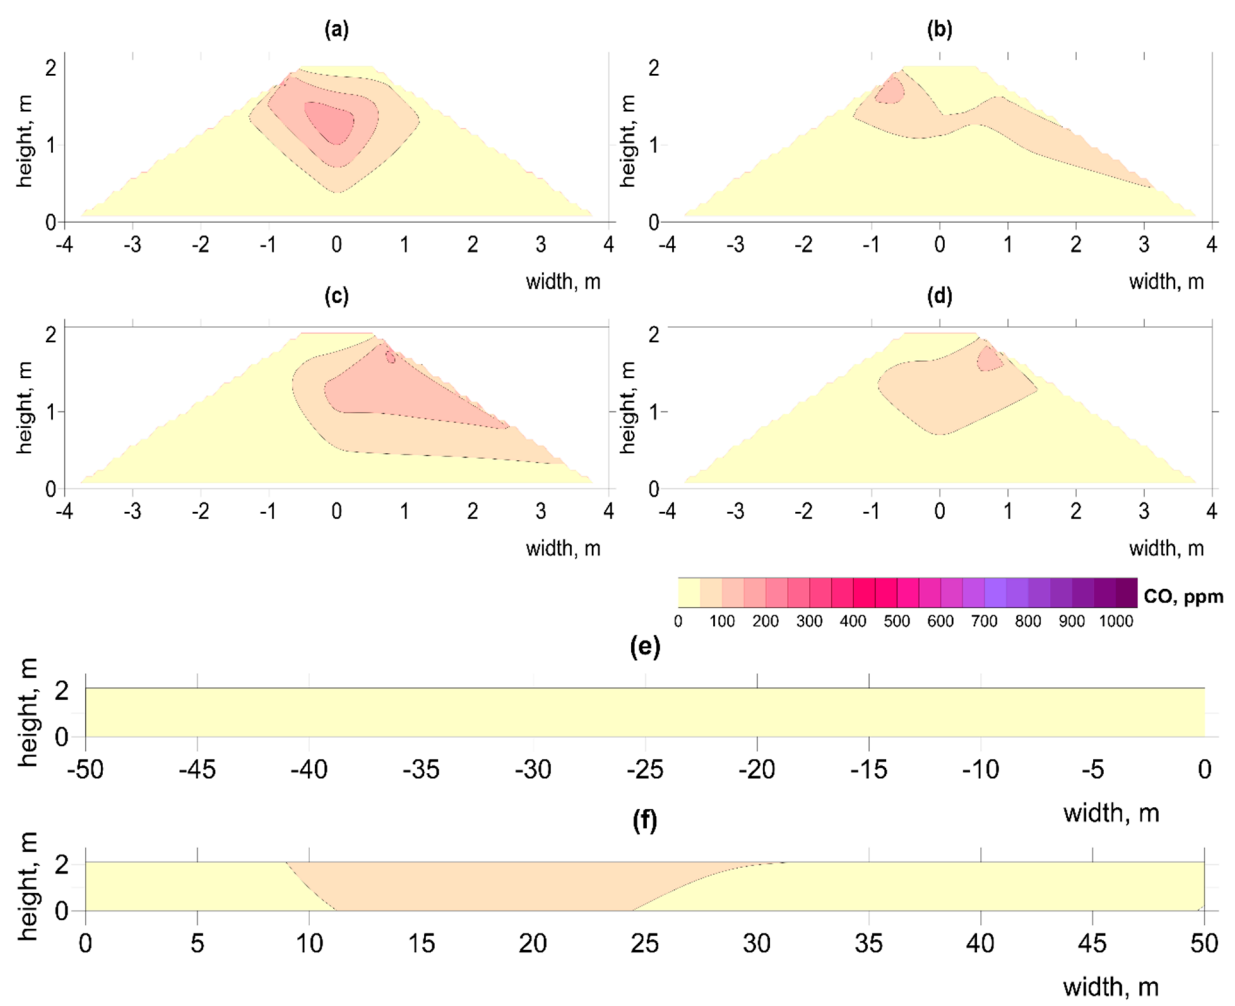 (a) (b)
2 2
height, m height, m
1 1
0 0
-4 -3 -2 -1 0 1 2 3 4 -4 -3 -2 -1 0 1 2 3 4
width, m width, m
(c) (d)
2 2
height, m height, m
1 1
0 0
-4 -3 -2 -1 0 1 2 3 4 -4 -3 -2 -1 0 1 2 3 4
width, m width, m
CO, ppm
0 100 200 300 400 500 600 700 800 900 1000
(e)
height, m
2
0
-50 -45 -40 -35 -30 -25 -20 -15 -10 -5 0
width, m
(f)
height, m
2
0
0 5 10 15 20 25 30 35 40 45 50
width, m